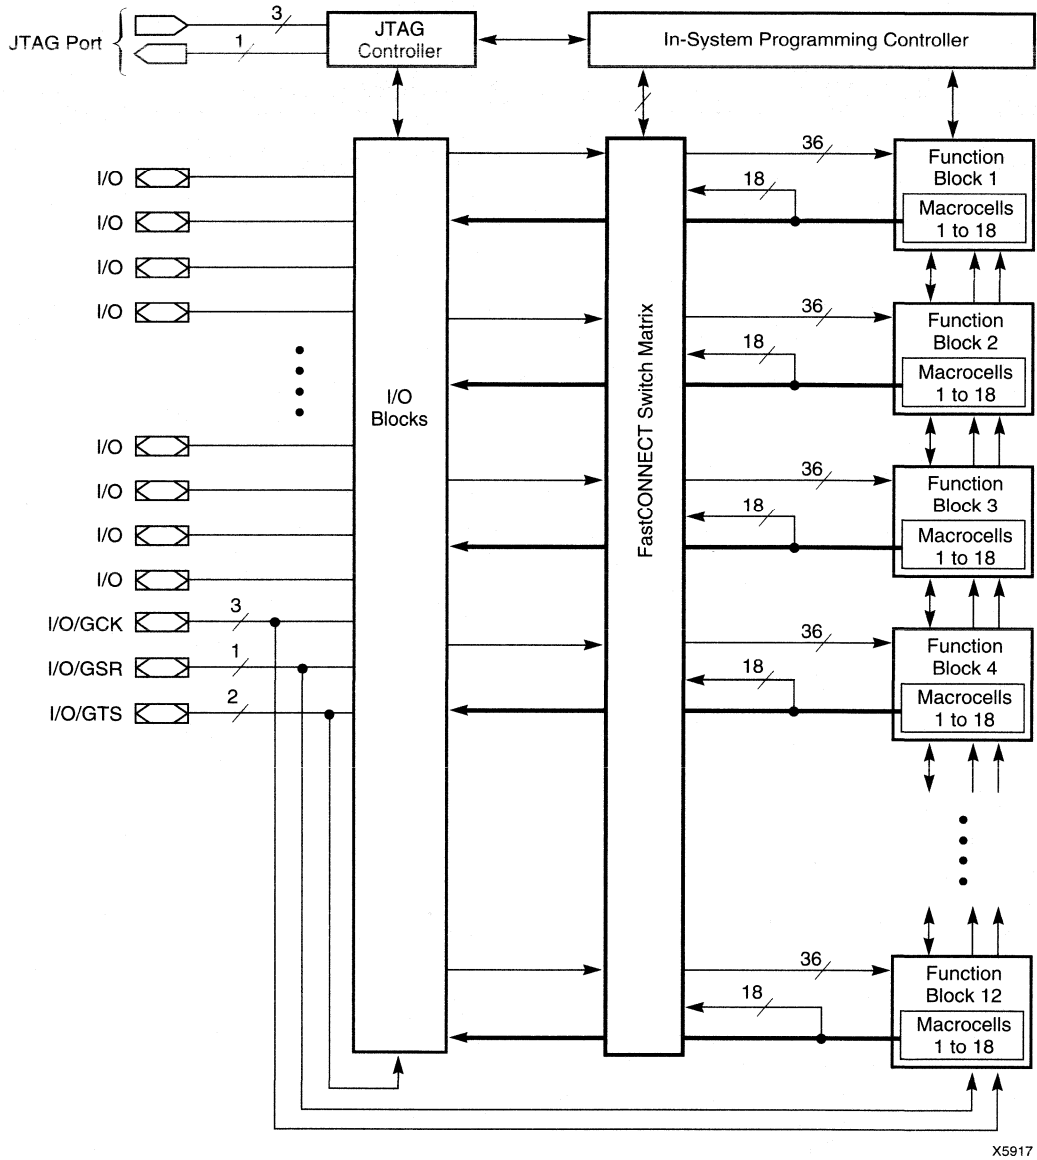 JTAG Port
3
1
JTAG
Controller
In-System Programming Controller
I/O
I/O
I/O
I/O
I/O
I/O
I/O
I/O
I/O/GCK
3
I/O/GSR
1
I/O/GTS
2
I/O
Blocks
FastCONNECT Switch Matrix
36
18
Function
Block 1
Macrocells
1 to 18
36
18
Function
Block 2
Macrocells
1 to 18
36
18
Function
Block 3
Macrocells
1 to 18
36
18
Function
Block 4
Macrocells
1 to 18
36
18
Function
Block 12
Macrocells
1 to 18
X5917